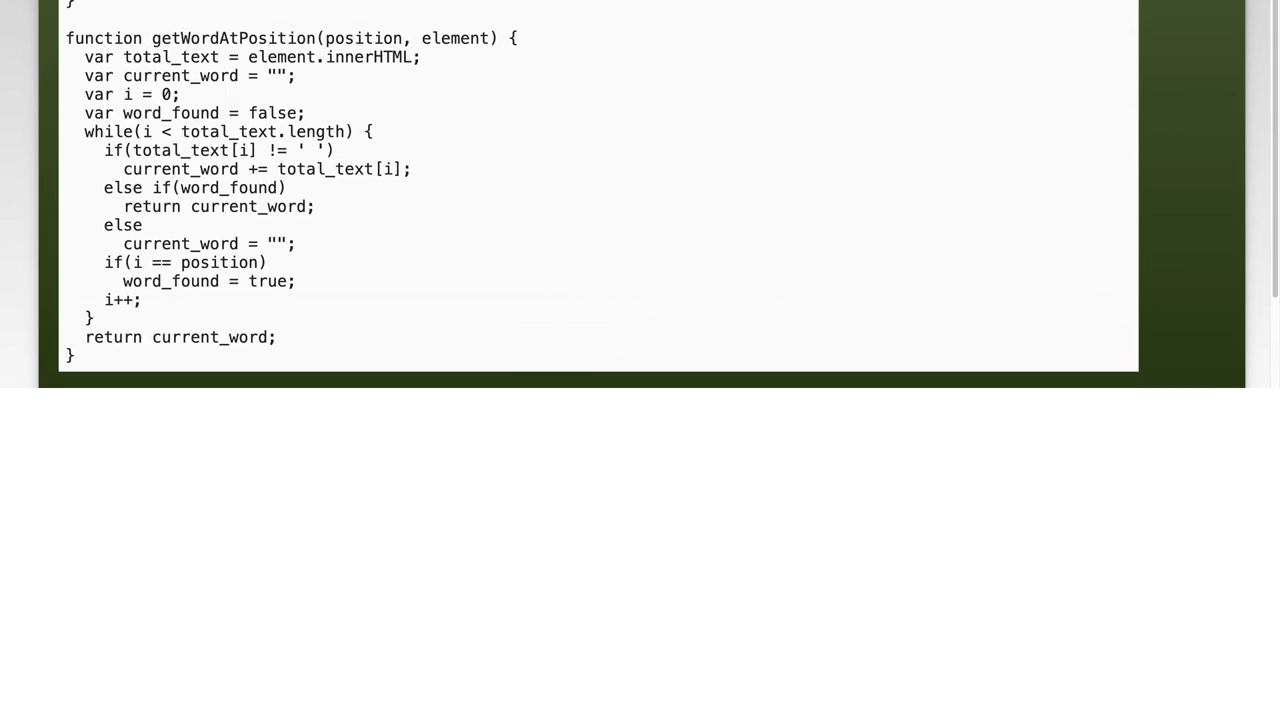 }
function getWordAtPosition(position, element) {
  var total_text = element.innerHTML;
  var current_word = "";
  var i = 0;
  var word_found = false;
  while(i < total_text.length) {
    if(total_text[i] != ' ')
      current_word += total_text[i];
    else if(word_found)
      return current_word;
    else
      current_word = "";
    if(i == position)
      word_found = true;
    i++;
  }
  return current_word;
}